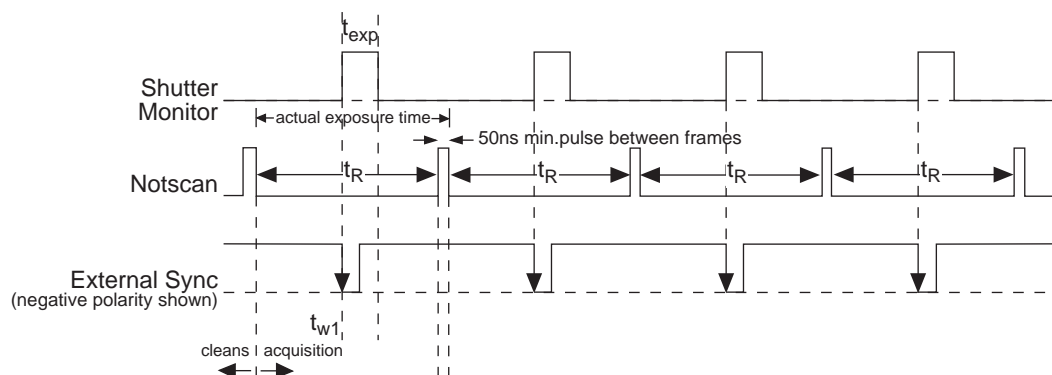 t_exp
Shutter
Monitor
actual exposure time
50ns min.pulse between frames
Notscan
t_R
t_R
t_R
t_R
External Sync
(negative polarity shown)
t_w1
cleans
acquisition